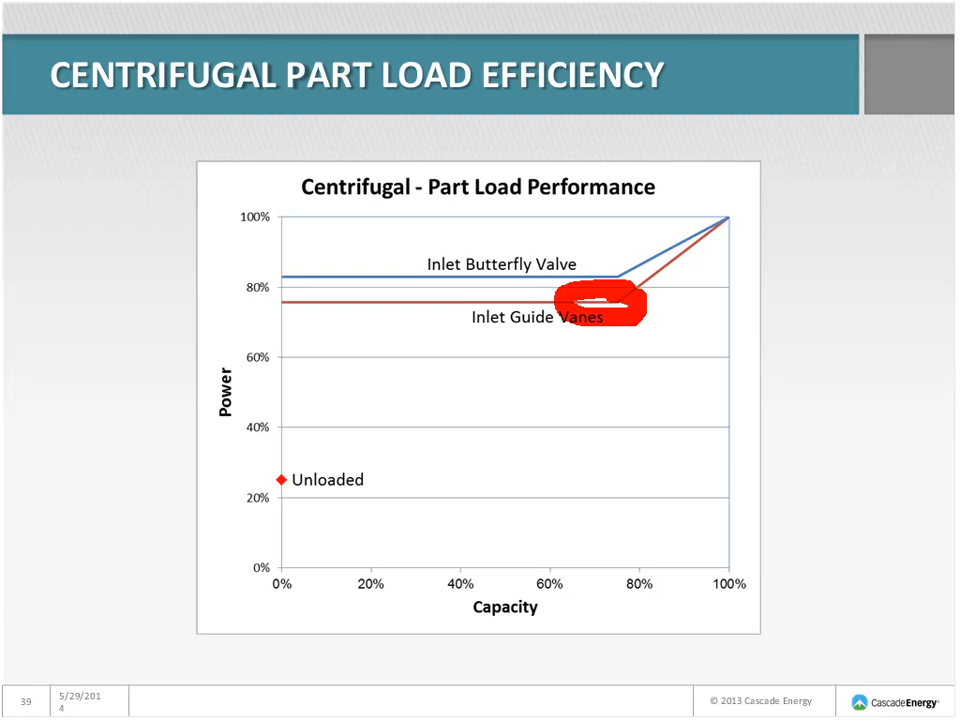 CENTRIFUGAL PART LOAD EFFICIENCY
Centrifugal - Part Load Performance
100%
Inlet Butterfly Valve
80%
Inlet Guide Vanes
60%
Power
40%
Unloaded
20%
0%
0% 20% 40% 60% 80% 100%
Capacity
39
5/29/201
4
© 2013 Cascade Energy
CascadeEnergy®